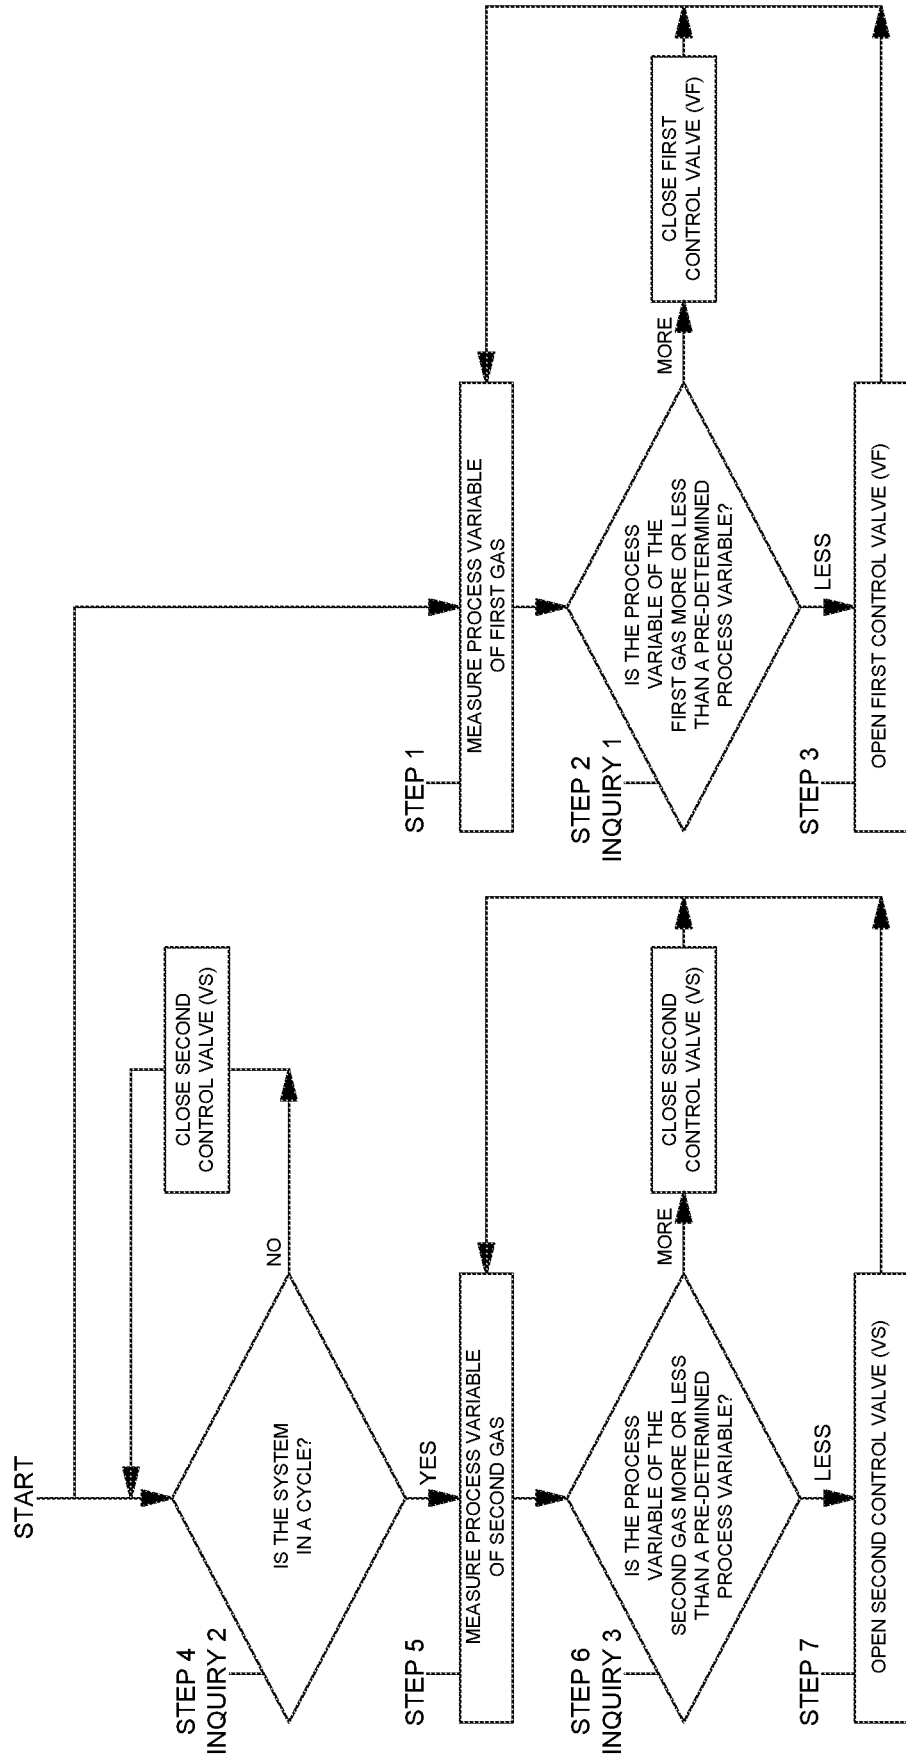 START
STEP 4
INQUIRY 2
IS THE SYSTEM
IN A CYCLE?
NO
CLOSE SECOND
CONTROL VALVE (VS)
YES
STEP 5
MEASURE PROCESS VARIABLE
OF SECOND GAS
STEP 6
INQUIRY 3
IS THE PROCESS
VARIABLE OF THE
SECOND GAS MORE OR LESS
THAN A PRE-DETERMINED
PROCESS VARIABLE?
MORE
CLOSE SECOND
CONTROL VALVE (VS)
LESS
STEP 7
OPEN SECOND CONTROL VALVE (VS)
STEP 1
MEASURE PROCESS VARIABLE
OF FIRST GAS
STEP 2
INQUIRY 1
IS THE PROCESS
VARIABLE OF THE
FIRST GAS MORE OR LESS
THAN A PRE-DETERMINED
PROCESS VARIABLE?
MORE
CLOSE FIRST
CONTROL VALVE (VF)
LESS
STEP 3
OPEN FIRST CONTROL VALVE (VF)